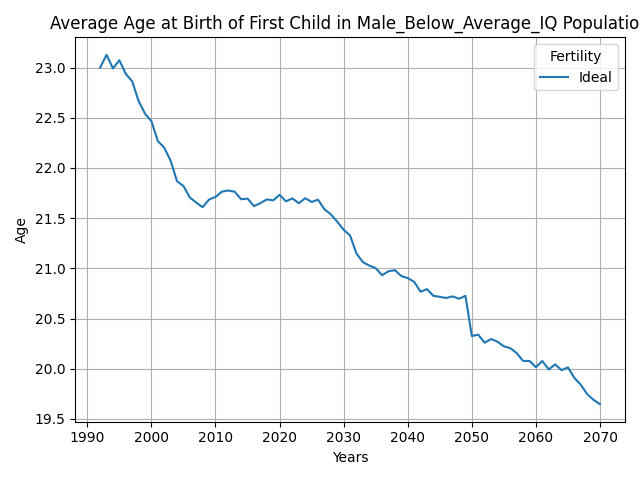 Average Age at Birth of First Child in Male_Below_Average_IQ Populatio
Fertility
Ideal
Age
23.0
22.5
22.0
21.5
21.0
20.5
20.0
19.5
1990 2000 2010 2020 2030 2040 2050 2060 2070
Years